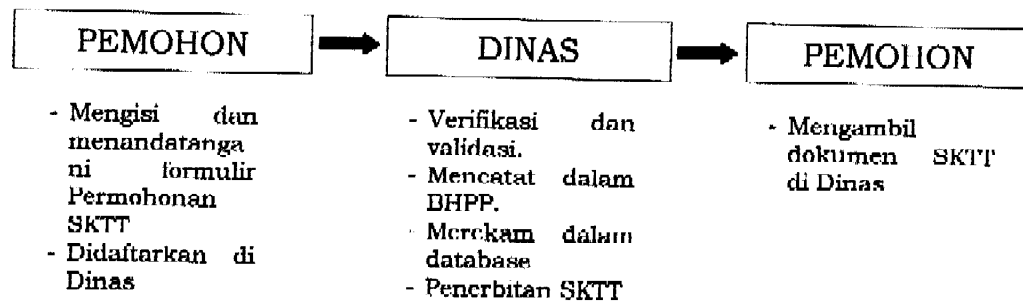 PEMOHON
DINAS
PEMOHON
- Mengisi dan
menandatanga
ni formulir
Permohonan
SKTT
- Didaftarkan di
Dinas
- Verifikasi dan
validasi.
- Mencatat dalam
BHPP.
- Merekam dalam
database
- Penerbitan SKTT
- Mengambil
dokumen SKTT
di Dinas